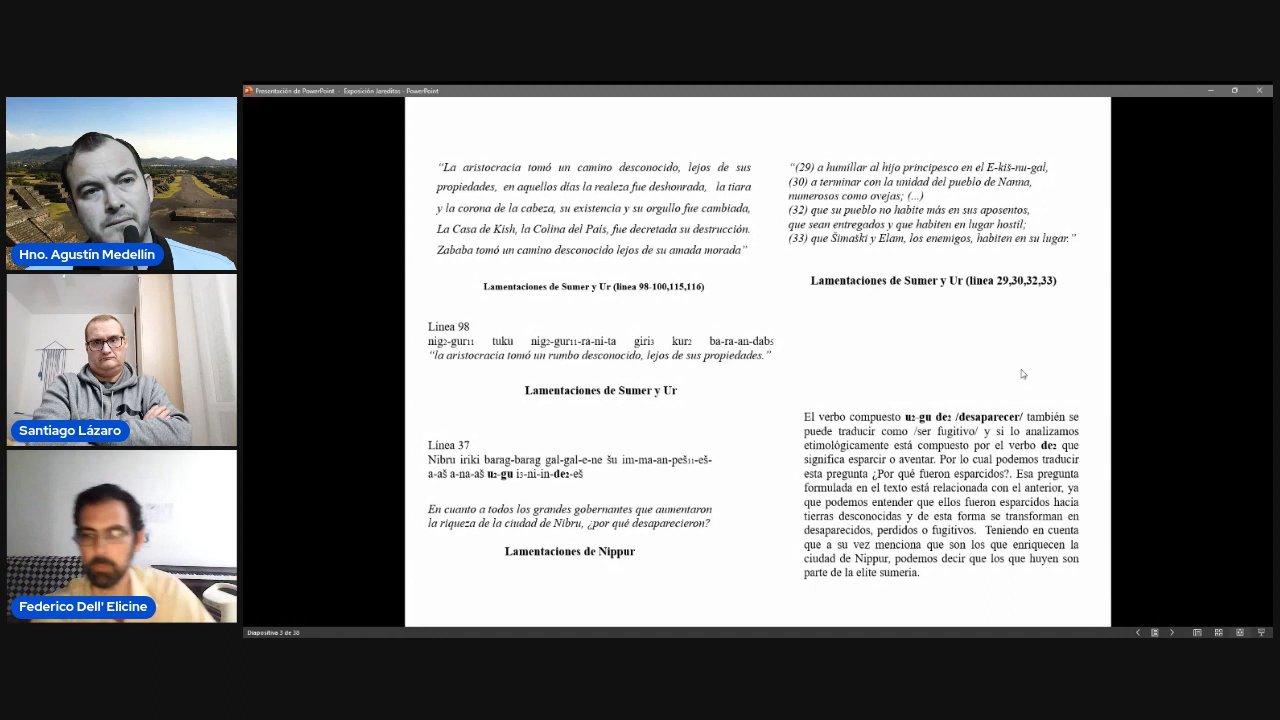 Presentación de PowerPoint - Exposición Jareditas - PowerPoint
Hno. Agustín Medellín
Santiago Lázaro
Federico Dell' Elicine
“La aristocracia tomó un camino desconocido, lejos de sus
propiedades, en aquellos días la realeza fue deshonrada, la tiara
y la corona de la cabeza, su existencia y su orgullo fue cambiada,
La Casa de Kish, la Colina del País, fue decretada su destrucción.
Zababa tomó un camino desconocido lejos de su amada morada”
Lamentaciones de Sumer y Ur (linea 98-100,115,116)
Linea 98
nig₂-gur₁₁ tuku nig₂-gur₁₁-ra-ni-ta giri₃ kur₂ ba-ra-an-dab₅
“la aristocracia tomó un rumbo desconocido, lejos de sus propiedades.”
Lamentaciones de Sumer y Ur
Línea 37
Nibru iriki barag-barag gal-gal-e-ne šu im-ma-an-peš₁₁-eš-
a-aš a-na-aš u₂-gu i₃-ni-in-de₂-eš
En cuanto a todos los grandes gobernantes que aumentaron
la riqueza de la ciudad de Nibru, ¿por qué desaparecieron?
Lamentaciones de Nippur
“(29) a humillar al hijo principesco en el E-kiš-nu-gal,
(30) a terminar con la unidad del pueblo de Nanna,
numerosos como ovejas; (...)
(32) que su pueblo no habite más en sus aposentos,
que sean entregados y que habiten en lugar hostil;
(33) que Šimaški y Elam, los enemigos, habiten en su lugar.”
Lamentaciones de Sumer y Ur (linea 29,30,32,33)
El verbo compuesto u₂-gu de₂ /desaparecer/ también se
puede traducir como /ser fugitivo/ y si lo analizamos
etimológicamente está compuesto por el verbo de₂ que
significa esparcir o aventar. Por lo cual podemos traducir
esta pregunta ¿Por qué fueron esparcidos?. Esa pregunta
formulada en el texto está relacionada con el anterior, ya
que podemos entender que ellos fueron esparcidos hacia
tierras desconocidas y de esta forma se transforman en
desaparecidos, perdidos o fugitivos. Teniendo en cuenta
que a su vez menciona que son los que enriquecen la
ciudad de Nippur, podemos decir que los que huyen son
parte de la elite sumeria.
Diapositiva 3 de 38